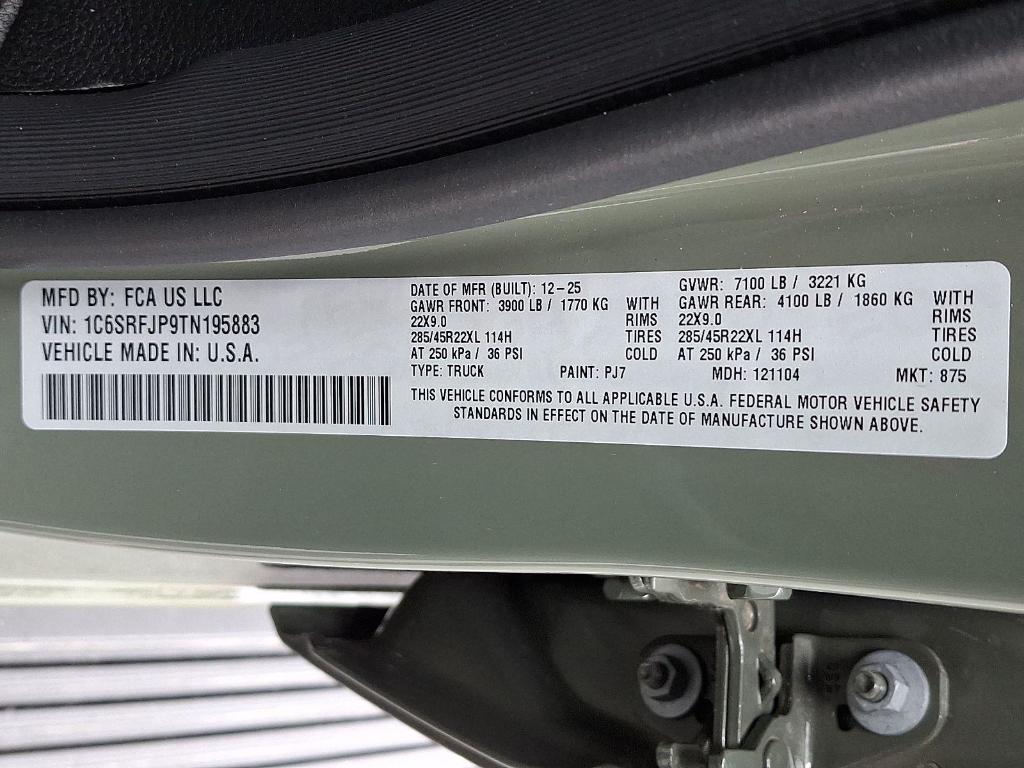 MFD BY: FCA US LLC
VIN: 1C6SRFJP9TN195883
VEHICLE MADE IN: U.S.A.
DATE OF MFR (BUILT): 12-25 GVWR: 7100 LB / 3221 KG
GAWR FRONT: 3900 LB / 1770 KG WITH GAWR REAR: 4100 LB / 1860 KG WITH
22X9.0 RIMS 22X9.0 RIMS
285/45R22XL 114H TIRES 285/45R22XL 114H TIRES
AT 250 kPa / 36 PSI COLD AT 250 kPa / 36 PSI COLD
TYPE: TRUCK PAINT: PJ7 MDH: 121104 MKT: 875
THIS VEHICLE CONFORMS TO ALL APPLICABLE U.S.A. FEDERAL MOTOR VEHICLE SAFETY
STANDARDS IN EFFECT ON THE DATE OF MANUFACTURE SHOWN ABOVE.